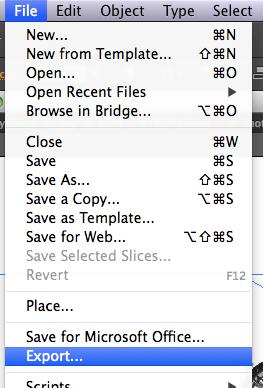 File Edit Object Type Select
New... ⌘N
New from Template... ⇧⌘N
Open... ⌘O
Open Recent Files ▶
Browse in Bridge... ⌥⌘O
Close ⌘W
Save ⌘S
Save As... ⇧⌘S
Save a Copy... ⌥⌘S
Save as Template...
Save for Web... ⌥⇧⌘S
Save Selected Slices...
Revert F12
Place...
Save for Microsoft Office...
Export...
Scripts